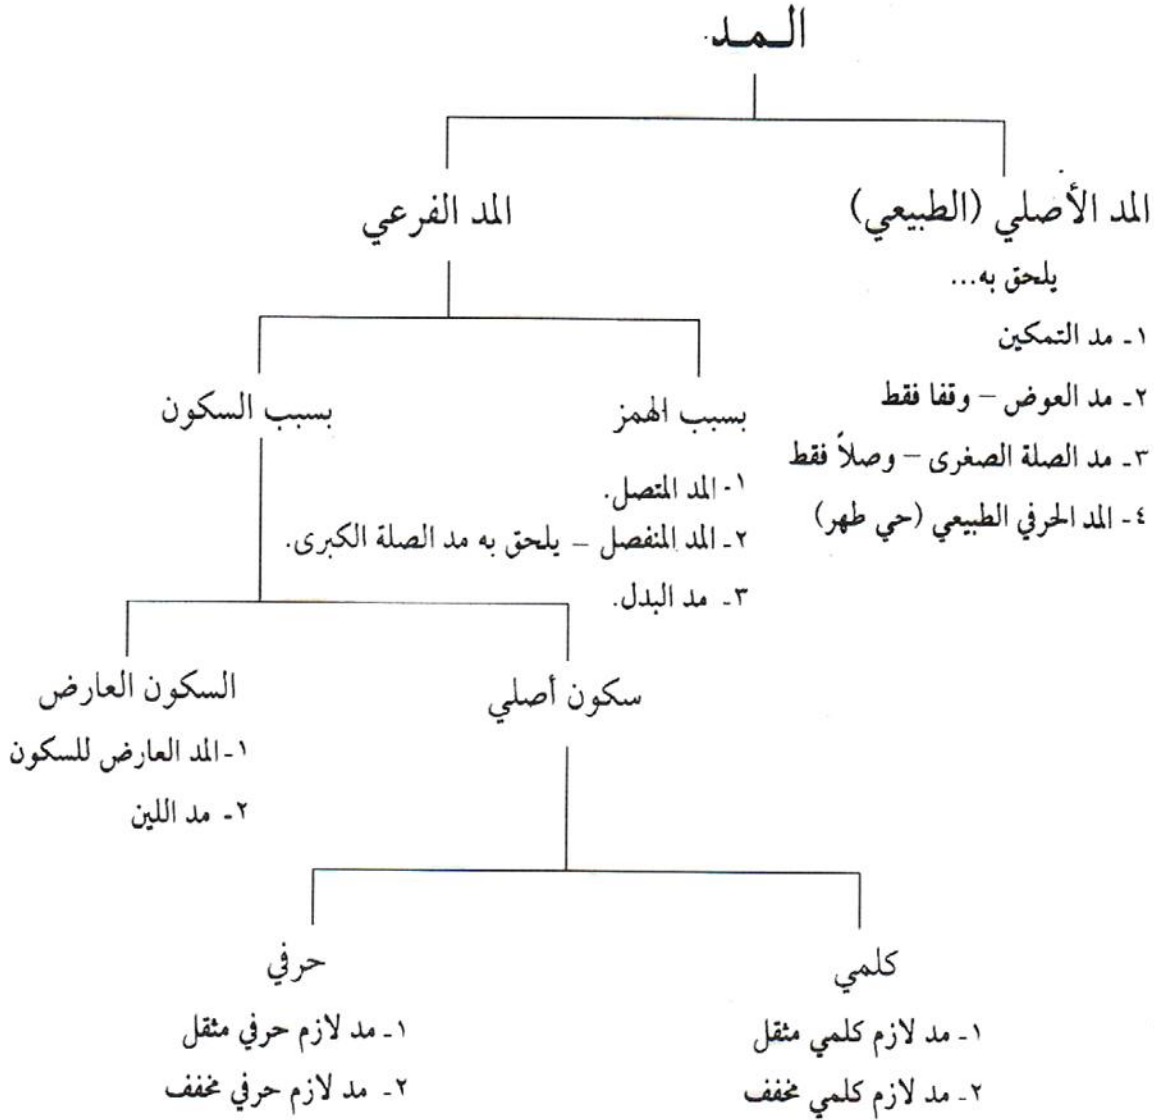 المد
المد الأصلي (الطبيعي)
يلحق به...
١- مد التمكين
٢- مد العوض – وقفا فقط
٣- مد الصلة الصغرى – وصلاً فقط
٤- المد الحرفي الطبيعي (حي طهر)
المد الفرعي
بسبب الهمز
١- المد المتصل.
٢- المد المنفصل – يلحق به مد الصلة الكبرى.
٣- مد البدل.
بسبب السكون
سكون أصلي
السكون العارض
١- المد العارض للسكون
٢- مد اللين
كلمي
١- مد لازم كلمي مثقل
٢- مد لازم كلمي مخفف
حرفي
١- مد لازم حرفي مثقل
٢- مد لازم حرفي مخفف